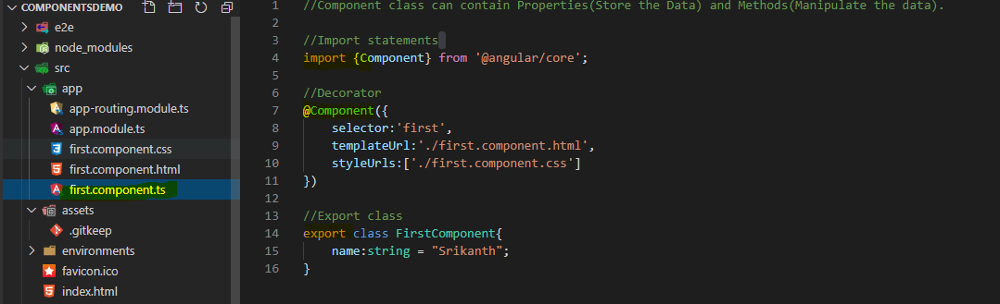 COMPONENTSDEMO
e2e
node_modules
src
app
app-routing.module.ts
app.module.ts
first.component.css
first.component.html
first.component.ts
assets
.gitkeep
environments
favicon.ico
index.html
1 //Component class can contain Properties(Store the Data) and Methods(Manipulate the data).
2
3 //Import statements
4 import {Component} from '@angular/core';
5
6 //Decorator
7 @Component({
8 selector:'first',
9 templateUrl:'./first.component.html',
10 styleUrls:['./first.component.css']
11 })
12
13 //Export class
14 export class FirstComponent{
15 name:string = "Srikanth";
16 }